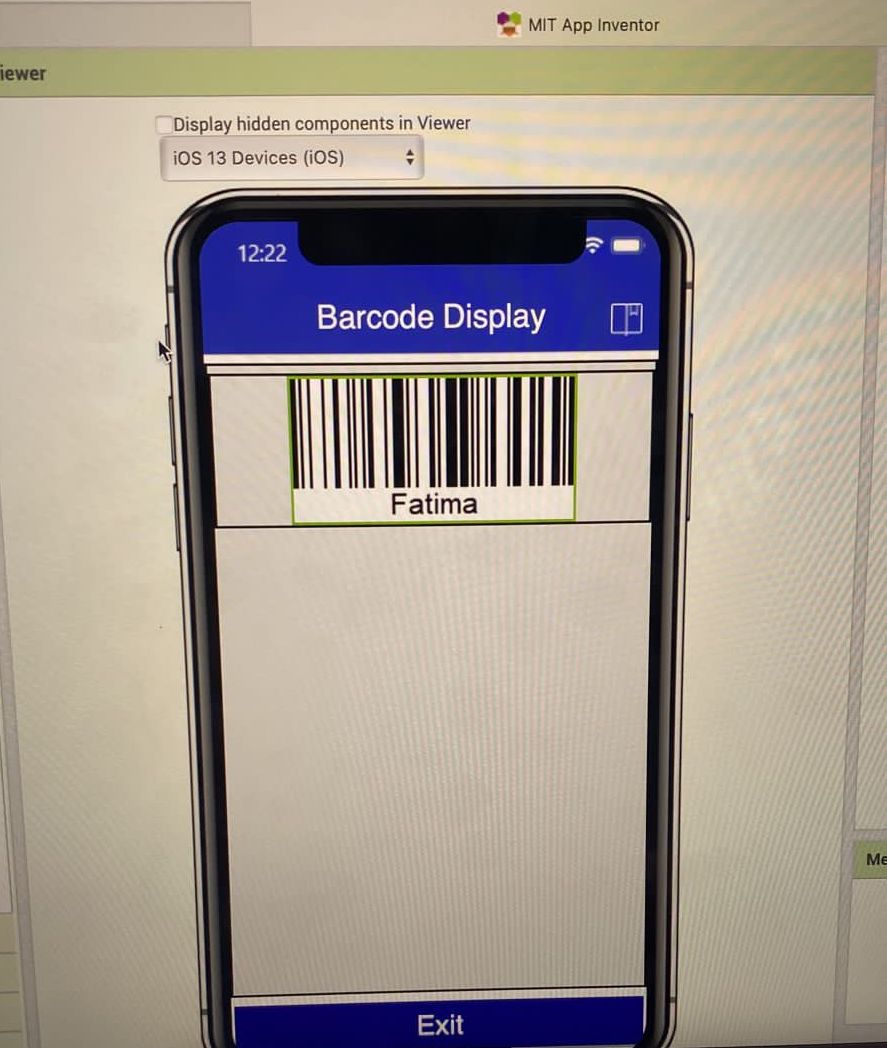 MIT App Inventor
iewer
Display hidden components in Viewer
iOS 13 Devices (iOS)
12:22
Barcode Display
Fatima
Me
Exit